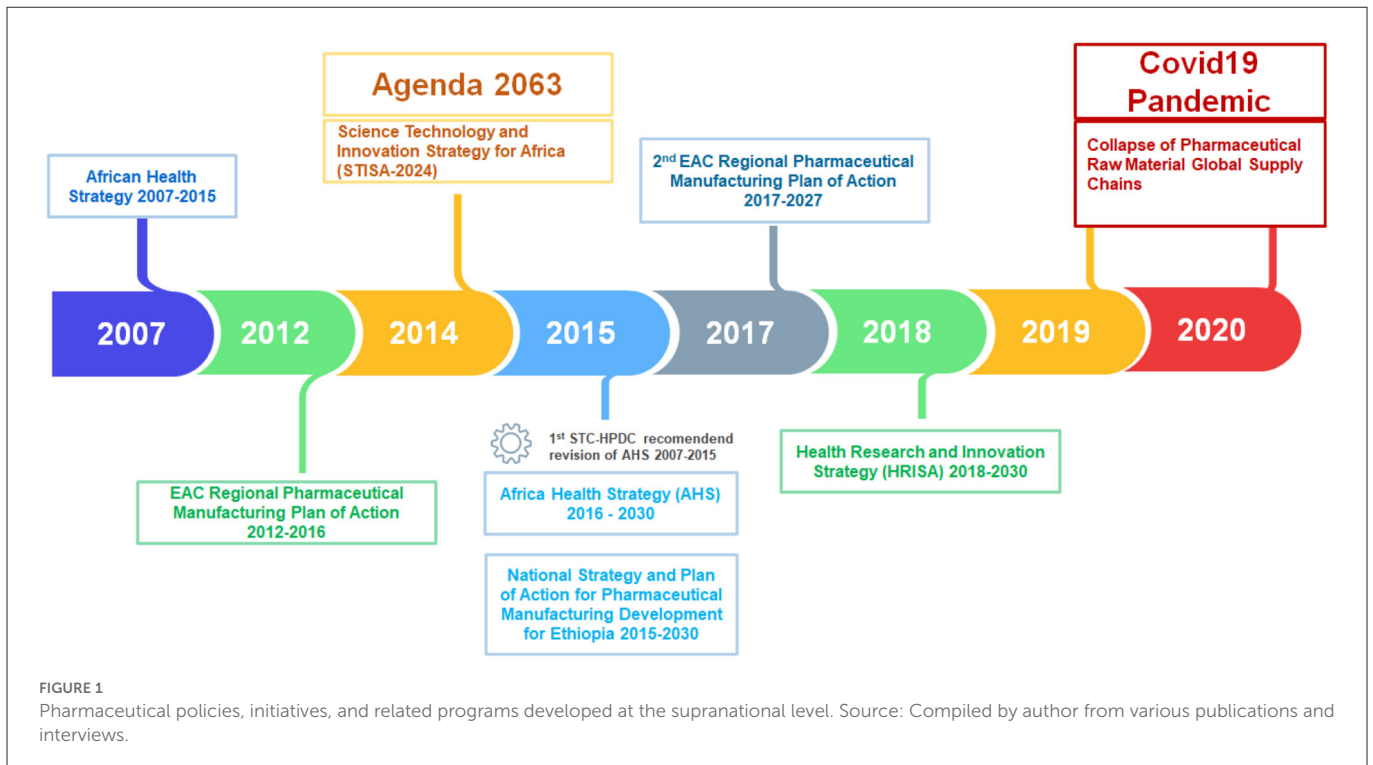 Agenda 2063
Science Technology and
Innovation Strategy for Africa
(STISA-2024)
Covid19
Pandemic
Collapse of Pharmaceutical
Raw Material Global Supply
Chains
African Health
Strategy 2007-2015
2nd EAC Regional Pharmaceutical
Manufacturing Plan of Action
2017-2027
2007
2012
2014
2015
2017
2018
2019
2020
EAC Regional Pharmaceutical
Manufacturing Plan of Action
2012-2016
1st STC-HPDC recomendend
revision of AHS 2007-2015
Africa Health Strategy (AHS)
2016 - 2030
National Strategy and Plan
of Action for Pharmaceutical
Manufacturing Development
for Ethiopia 2015-2030
Health Research and Innovation
Strategy (HRISA) 2018-2030
FIGURE 1
Pharmaceutical policies, initiatives, and related programs developed at the supranational level. Source: Compiled by author from various publications and
interviews.